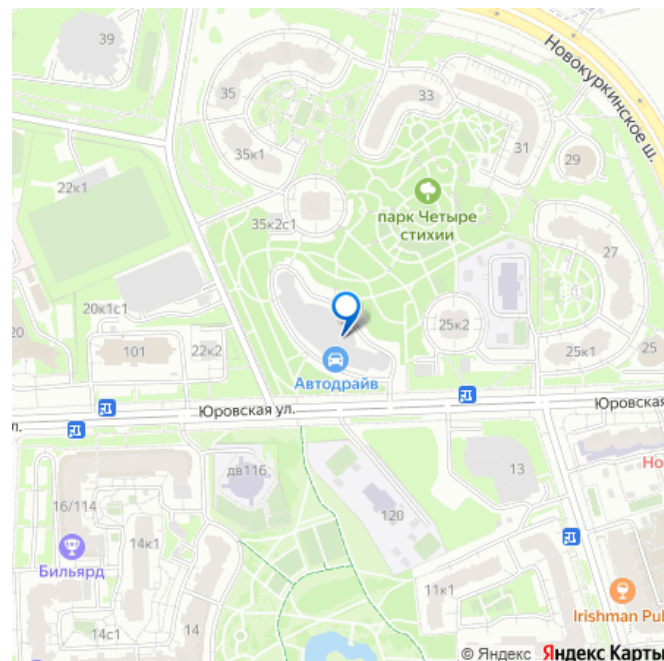 39
Новокуркинское ш.
35
33
35к1
31
29
22к1
парк Четыре
стихии
35к2с1
27
20к1с1
20
101
22к2
25к2
25к1
25
Автодрайв
Юровская ул.
Юровская
л.
дв116
13
Но
16/114
120
14к1
Бильярд
11к1
Irishman Pub
14с1
14
© Яндекс Яндекс Карты